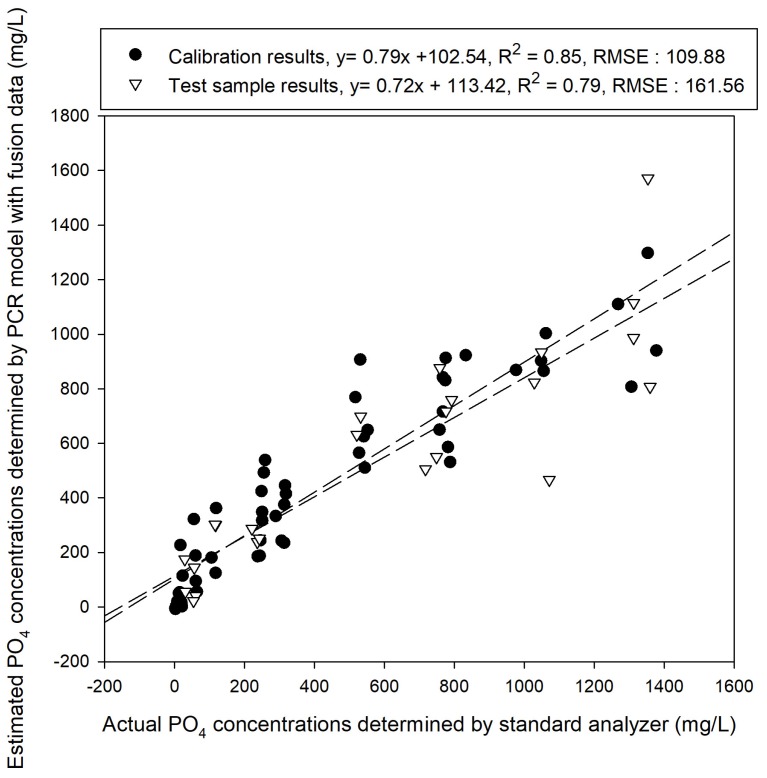 Calibration results, y= 0.79x +102.54, R² = 0.85, RMSE : 109.88
Test sample results, y= 0.72x + 113.42, R² = 0.79, RMSE : 161.56
Estimated PO₄ concentrations determined by PCR model with fusion data (mg/L)
1800
1600
1400
1200
1000
800
600
400
200
0
-200
-200 0 200 400 600 800 1000 1200 1400 1600
Actual PO₄ concentrations determined by standard analyzer (mg/L)